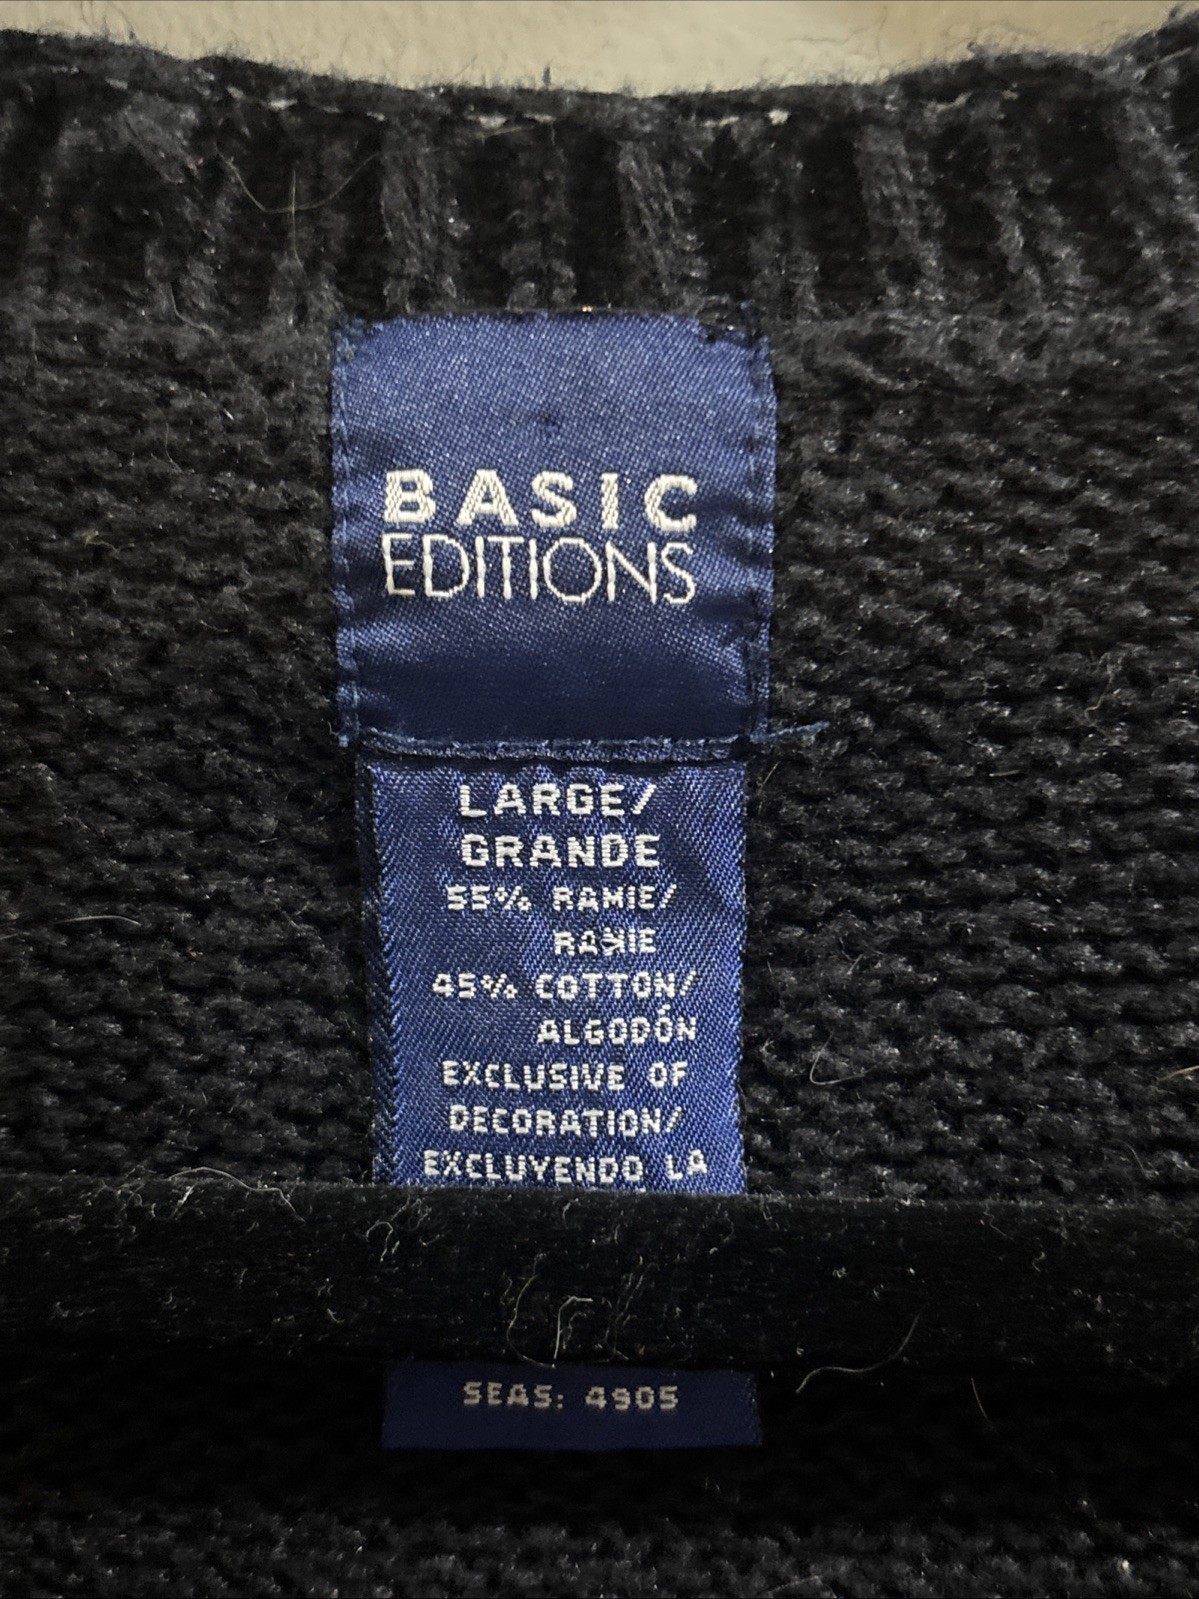 BASIC
EDITIONS
LARGE/
GRANDE
55% RAMIE/
RAMIE
45% COTTON/
ALGODÓN
EXCLUSIVE OF
DECORATION/
EXCLUYENDO LA
SEAS: 4905